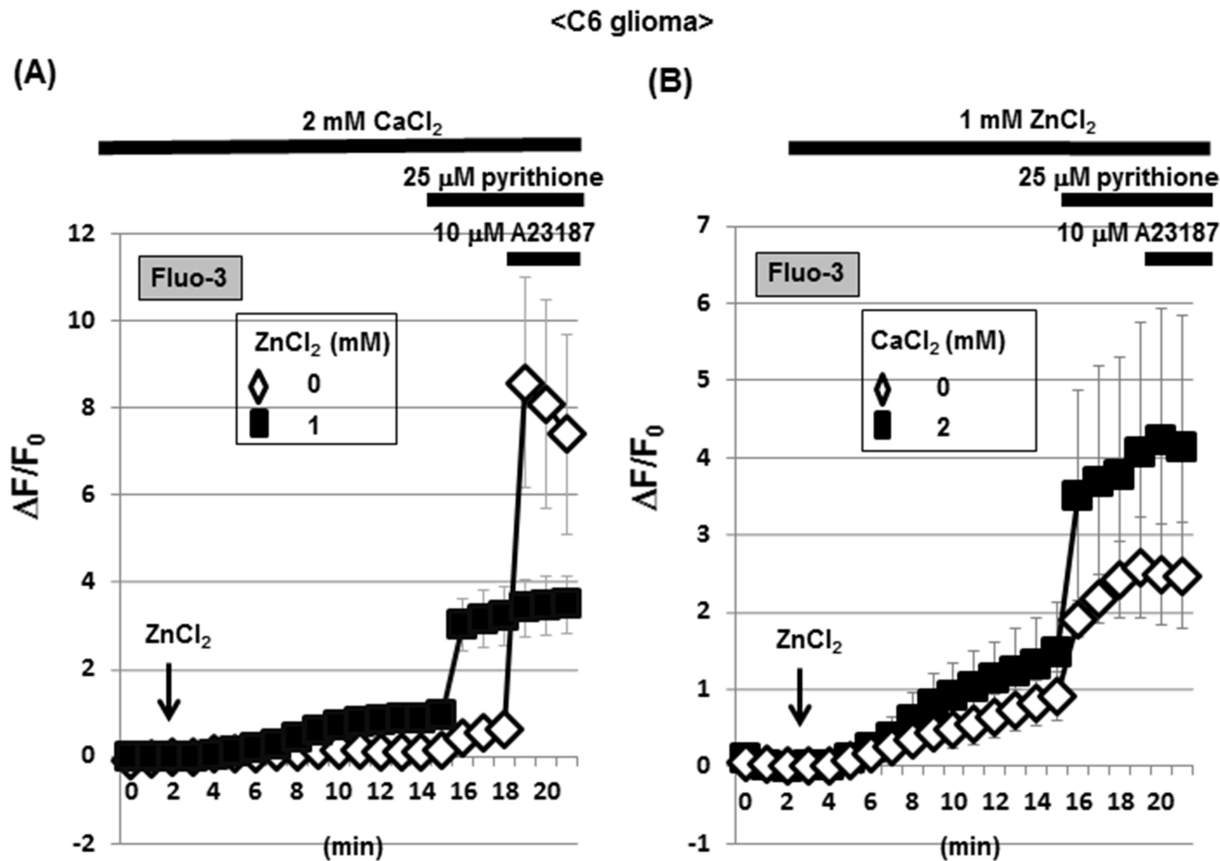 <C6 glioma>
(A)
2 mM CaCl₂
25 μM pyrithione
10 μM A23187
12
10
8
6
4
2
0
-2
ΔF/F₀
Fluo-3
ZnCl₂ (mM)
0
1
ZnCl₂
0 2 4 6 8 10 12 14 16 18 20
(min)
(B)
1 mM ZnCl₂
25 μM pyrithione
10 μM A23187
7
6
5
4
3
2
1
0
-1
ΔF/F₀
Fluo-3
CaCl₂ (mM)
0
2
ZnCl₂
0 2 4 6 8 10 12 14 16 18 20
(min)